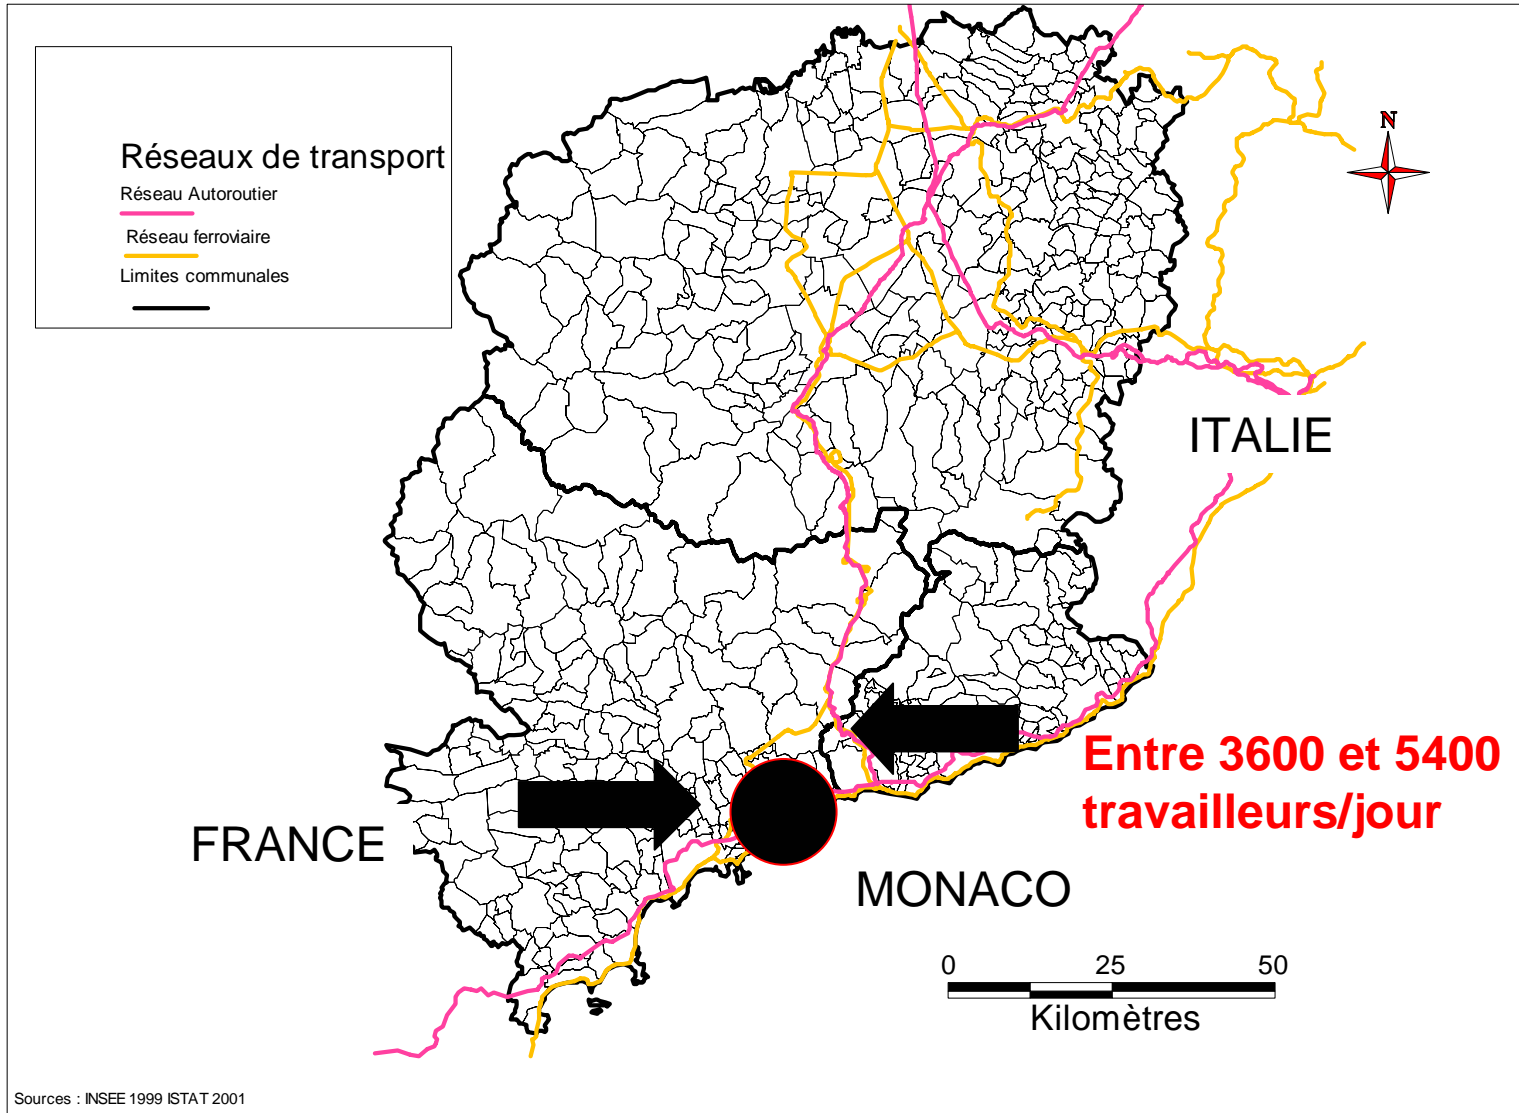 Réseaux de transport
Réseau Autoroutier
Réseau ferroviaire
Limites communales
N
ITALIE
Entre 3600 et 5400
travailleurs/jour
FRANCE
MONACO
0 25 50
Kilomètres
Sources : INSEE 1999 ISTAT 2001